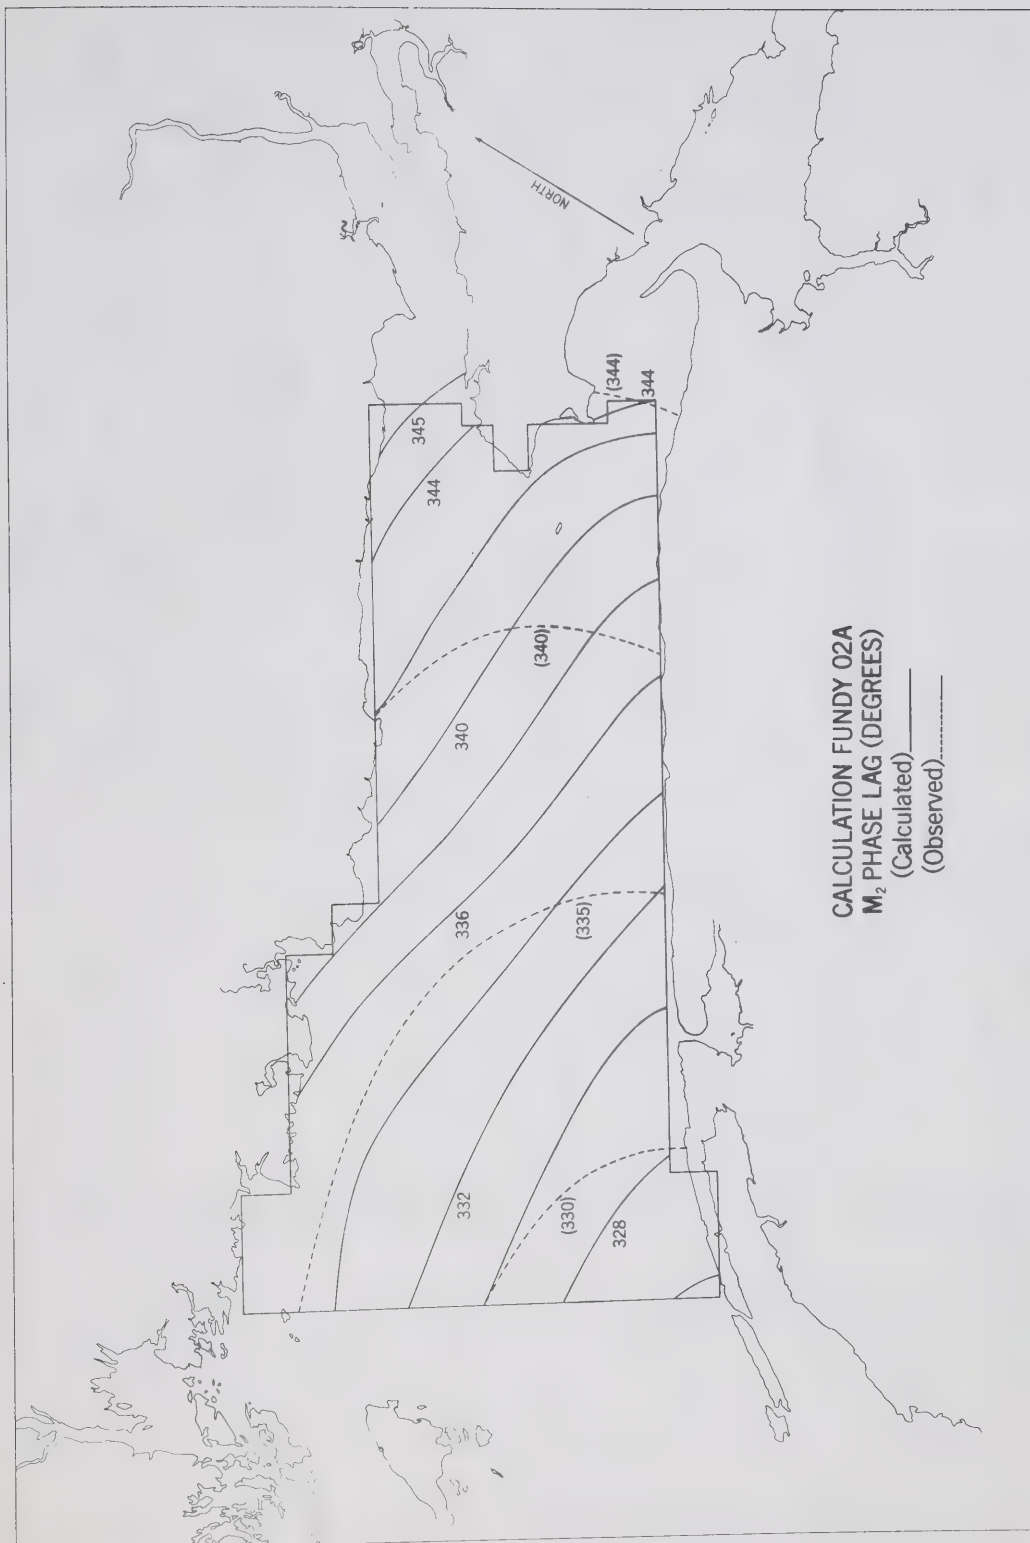 NORTH
345
344
(344)
344
(340)
340
336
(335)
332
(330)
328
CALCULATION FUNDY 02A
M₂ PHASE LAG (DEGREES)
(Calculated)
(Observed)